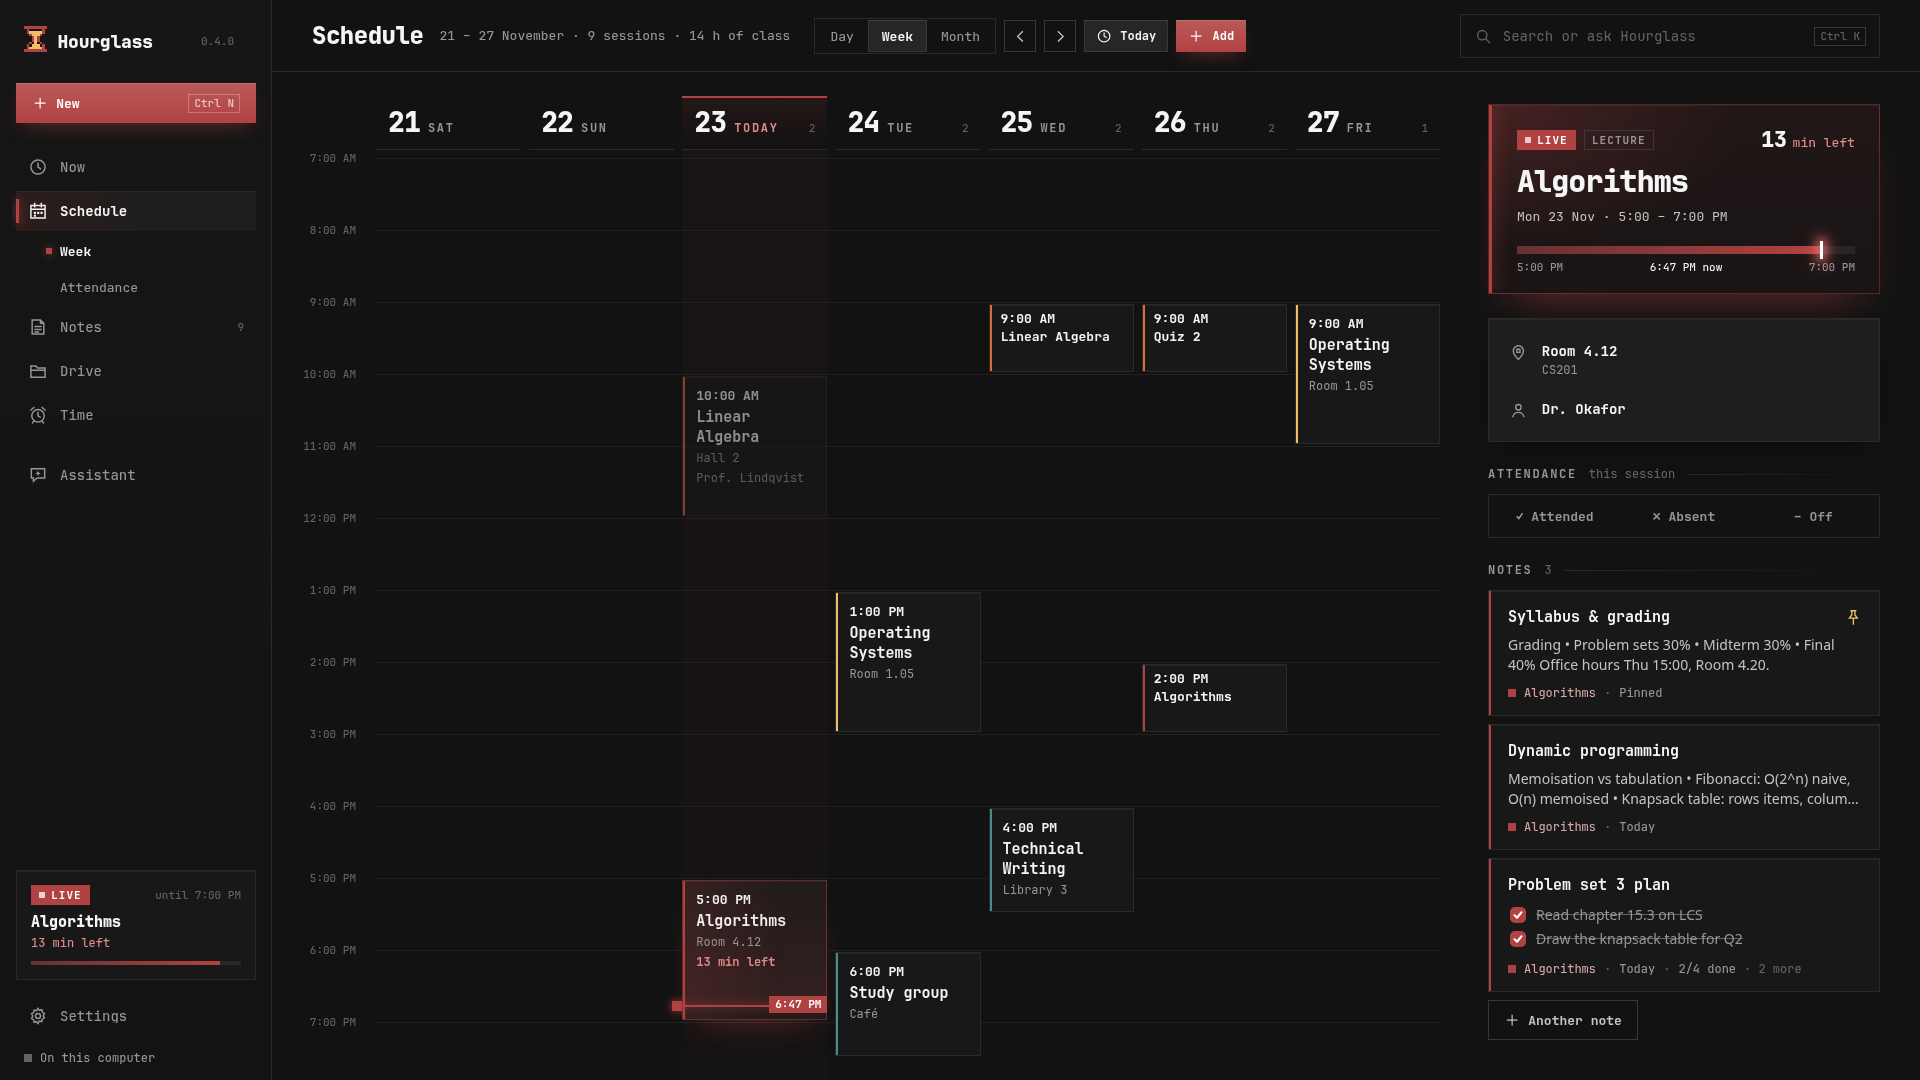 Hourglass
0.4.0
New
Ctrl N
Now
Schedule
Week
Attendance
Notes
9
Drive
Time
Assistant
LIVE
until 7:00 PM
Algorithms
13 min left
Settings
On this computer
Schedule
21 – 27 November · 9 sessions · 14 h of class
Day
Week
Month
Today
Add
Search or ask Hourglass
Ctrl K
21 SAT
22 SUN
23 TODAY 2
24 TUE 2
25 WED 2
26 THU 2
27 FRI 1
7:00 AM
8:00 AM
9:00 AM
10:00 AM
11:00 AM
12:00 PM
1:00 PM
2:00 PM
3:00 PM
4:00 PM
5:00 PM
6:00 PM
7:00 PM
10:00 AM
Linear
Algebra
Hall 2
Prof. Lindqvist
5:00 PM
Algorithms
Room 4.12
13 min left
6:47 PM
1:00 PM
Operating
Systems
Room 1.05
6:00 PM
Study group
Café
9:00 AM
Linear Algebra
4:00 PM
Technical
Writing
Library 3
9:00 AM
Quiz 2
2:00 PM
Algorithms
9:00 AM
Operating
Systems
Room 1.05
LIVE
LECTURE
13 min left
Algorithms
Mon 23 Nov · 5:00 – 7:00 PM
5:00 PM
6:47 PM now
7:00 PM
Room 4.12
CS201
Dr. Okafor
ATTENDANCE this session
Attended
Absent
Off
NOTES 3
Syllabus & grading
Grading • Problem sets 30% • Midterm 30% • Final
40% Office hours Thu 15:00, Room 4.20.
Algorithms · Pinned
Dynamic programming
Memoisation vs tabulation • Fibonacci: O(2^n) naive,
O(n) memoised • Knapsack table: rows items, colum…
Algorithms · Today
Problem set 3 plan
Read chapter 15.3 on LCS
Draw the knapsack table for Q2
Algorithms · Today · 2/4 done · 2 more
Another note